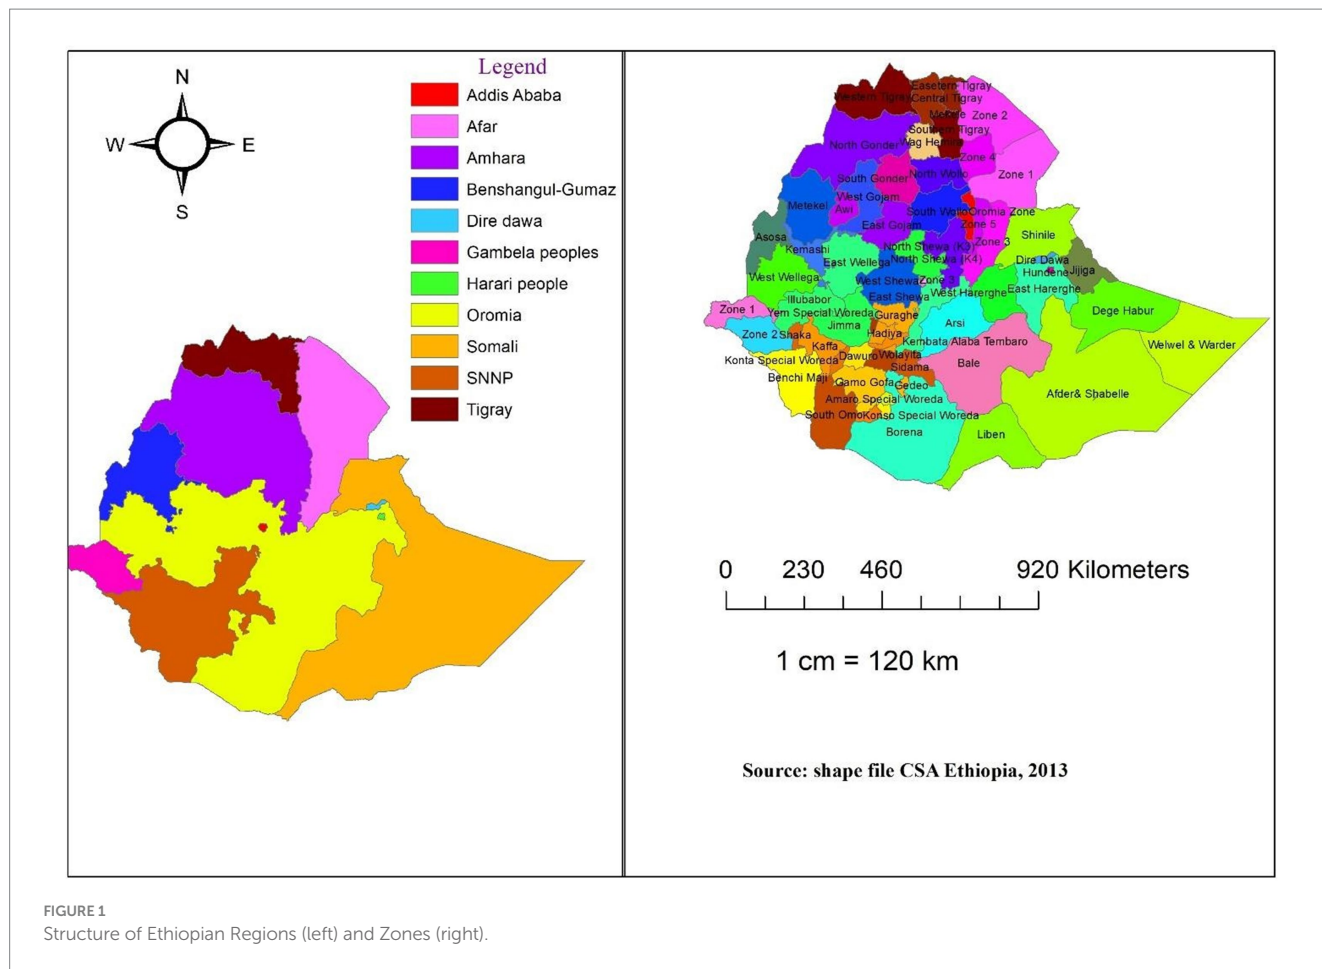 N
W
E
S
Legend
Addis Ababa
Afar
Amhara
Benshangul-Gumaz
Dire dawa
Gambela peoples
Harari people
Oromia
Somali
SNNP
Tigray
Western Tigray
Easetern Tigray
Central Tigray
Mekele
Zone 2
Southern Tigray
Wag Hemira
North Gonder
Zone 4
Zone 1
South Gonder
North Wollo
West Gojam
Metekel
Awi
South Wollo
Oromia Zone
East Gojam
Zone 5
Asosa
North Shewa (K3)
Zone 3
Shinile
Kemashi
East Wellega
North Shewa (K4)
Dire Dawa
Hundene
Jijiga
West Wellega
West Shewa
Zone 3
West Harerghe
East Harerghe
Illubabor
East Shewa
Zone 1
Yem Special Woreda
Guraghe
Dege Habur
Jimma
Arsi
Zone 2
Shaka
Hadiya
Kaffa
Kembata Alaba Tembaro
Welwel & Warder
Konta Special Woreda
Dawuro
Wolayita
Sidama
Bale
Benchi Maji
Gamo Gofa
Gedeo
Afder& Shabelle
Amaro Special Woreda
South Omo
Konso Special Woreda
Borena
Liben
0 230 460 920 Kilometers
1 cm = 120 km
Source: shape file CSA Ethiopia, 2013
FIGURE 1
Structure of Ethiopian Regions (left) and Zones (right).